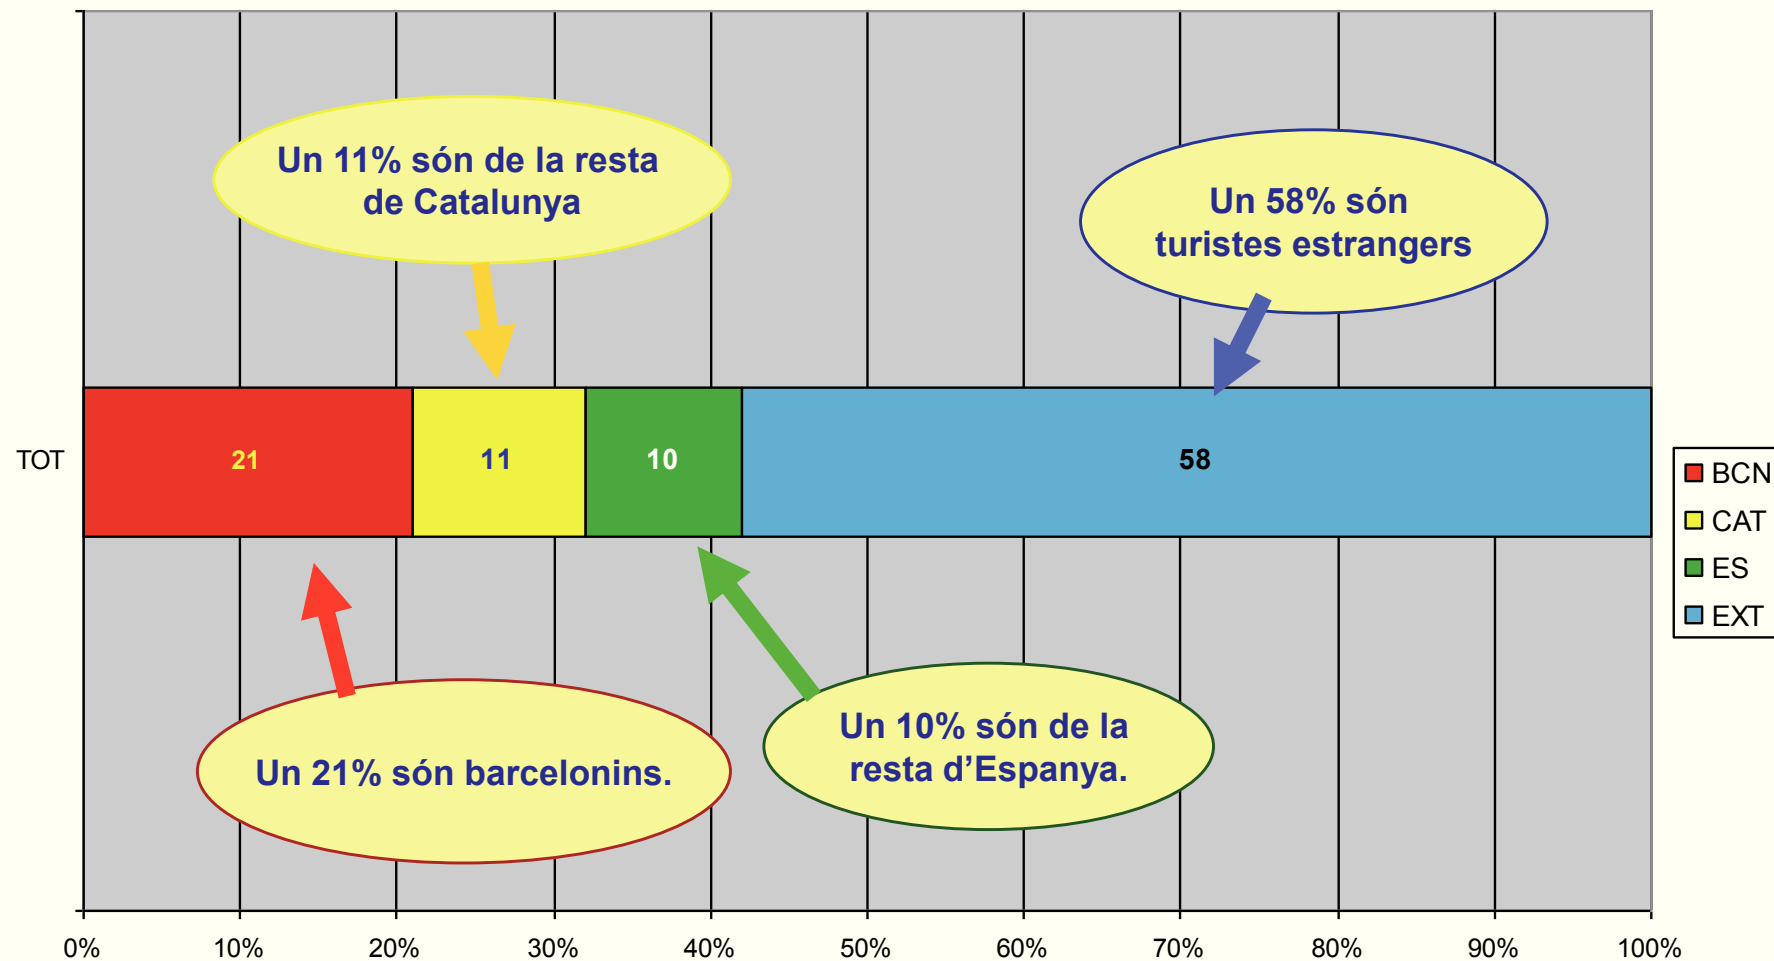 Un 11% són de la resta
de Catalunya
Un 58% són
turistes estrangers
TOT
21
11
10
58
BCN
CAT
ES
EXT
Un 21% són barcelonins.
Un 10% són de la
resta d’Espanya.
0%
10%
20%
30%
40%
50%
60%
70%
80%
90%
100%